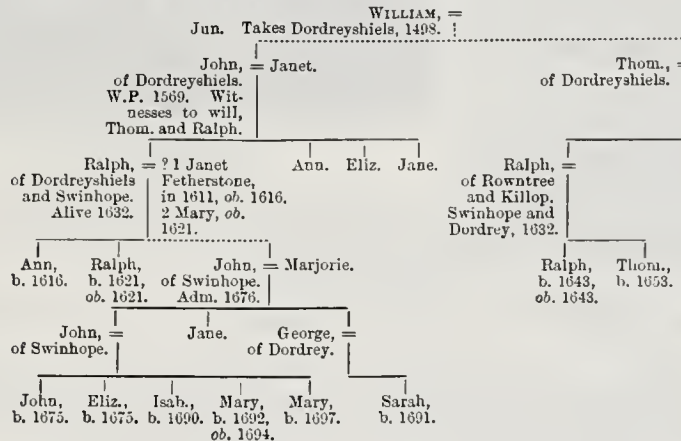 WILLIAM, =
Jun. Takes Dordreyshiels, 1498.
John, = Janet.
of Dordreyshiels.
W.P. 1569. Wit-
nesses to will,
Thom. and Ralph.
Thom., =
of Dordreyshiels.
Ralph, =
of Dordreyshiels
and Swinhope.
Alive 1632.
? 1 Janet
Fetherstone,
in 1611, ob. 1616.
2 Mary, ob.
1621.
Ann.
Eliz.
Jane.
Ralph, =
of Rowntree
and Killop.
Swinhope and
Dordrey, 1632.
Ann,
b. 1616.
Ralph,
b. 1621,
ob. 1621.
John, = Marjorie.
of Swinhope.
Adm. 1676.
Ralph,
b. 1643,
ob. 1643.
Thom.,
b. 1653.
John, =
of Swinhope.
Jane.
George, =
of Dordrey.
John,
b. 1675.
Eliz.,
b. 1675.
Isab.,
b. 1690.
Mary,
b. 1692,
ob. 1694.
Mary,
b. 1697.
Sarah,
b. 1691.